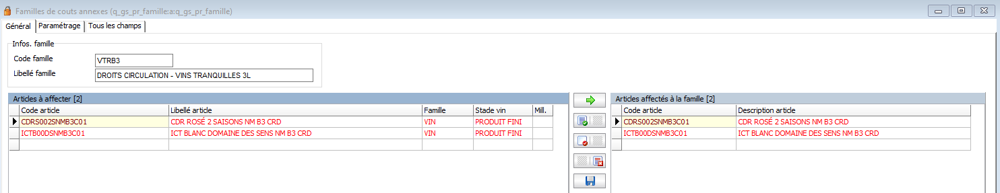 Familles de couts annexes (q_gs_pr_famille:a:q_gs_pr_famille)
Général Paramétrage Tous les champs
Infos. famille
Code famille VTRB3
Libellé famille DROITS CIRCULATION - VINS TRANQUILLES 3L
Articles à affecter [2]
Code article Libellé article Famille Stade vin Mill.
CDRS002SNMB3C01 CDR ROSÉ 2 SAISONS NM B3 CRD VIN PRODUIT FINI
ICTB00DSNMB3C01 ICT BLANC DOMAINE DES SENS NM B3 CRD VIN PRODUIT FINI
Articles affectés à la famille [2]
Code article Description article
CDRS002SNMB3C01 CDR ROSÉ 2 SAISONS NM B3 CRD
ICTB00DSNMB3C01 ICT BLANC DOMAINE DES SENS NM B3 CRD